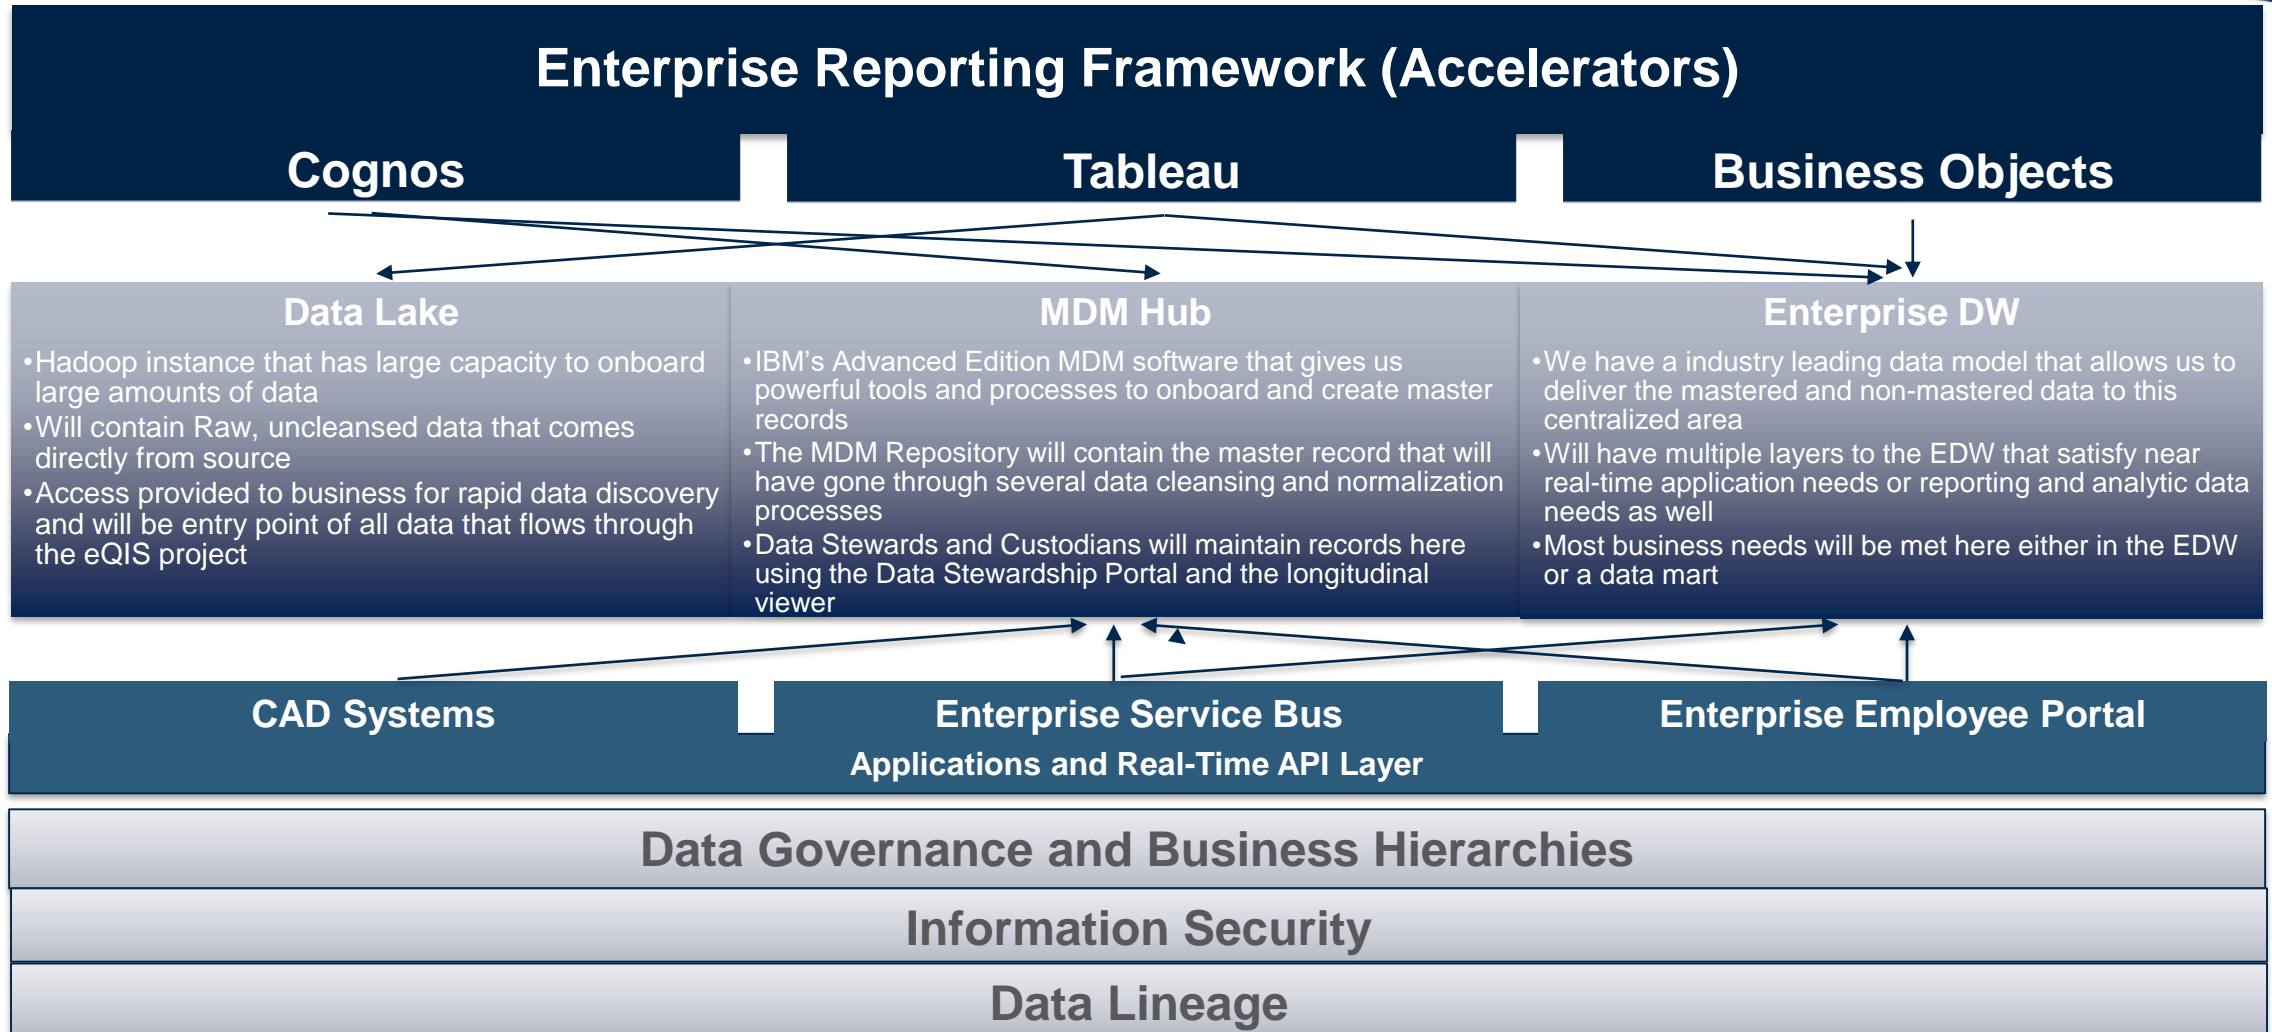 Enterprise Reporting Framework (Accelerators)
Cognos
Tableau
Business Objects
Data Lake
•Hadoop instance that has large capacity to onboard
large amounts of data
•Will contain Raw, uncleansed data that comes
directly from source
•Access provided to business for rapid data discovery
and will be entry point of all data that flows through
the eQIS project
MDM Hub
•IBM’s Advanced Edition MDM software that gives us
powerful tools and processes to onboard and create master
records
•The MDM Repository will contain the master record that will
have gone through several data cleansing and normalization
processes
•Data Stewards and Custodians will maintain records here
using the Data Stewardship Portal and the longitudinal
viewer
Enterprise DW
•We have a industry leading data model that allows us to
deliver the mastered and non-mastered data to this
centralized area
•Will have multiple layers to the EDW that satisfy near
real-time application needs or reporting and analytic data
needs as well
•Most business needs will be met here either in the EDW
or a data mart
CAD Systems
Enterprise Service Bus
Enterprise Employee Portal
Applications and Real-Time API Layer
Data Governance and Business Hierarchies
Information Security
Data Lineage